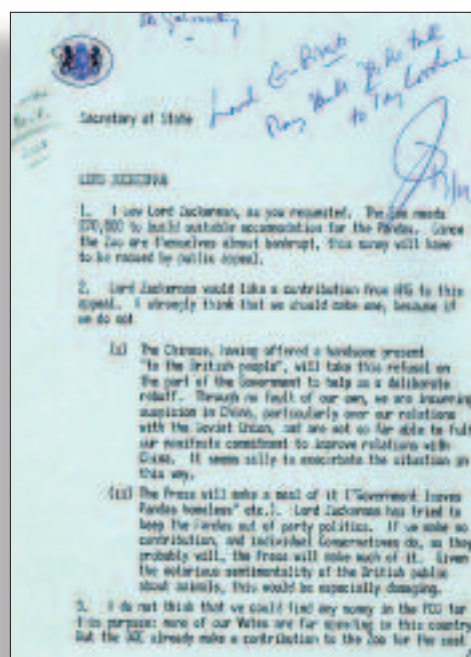 Secretary of State
Lord
to
LORD ZUCKERMAN
1. I saw Lord Zuckerman, as you requested. The Zoo needs
£70,000 to build suitable accommodation for the Pandas. Since
the Zoo are themselves almost bankrupt, this money will have
to be raised by public appeal.
2. Lord Zuckerman would like a contribution from HMG to this
appeal. I strongly think that we should make one, because if
we do not
(i) The Chinese, having offered a handsome present
"to the British people", will take this refusal on
the part of the Government to help as a deliberate
rebuff. Through no fault of our own, we are incurring
suspicion in China, particularly over our relations
with the Soviet Union, and are not so far able to
our manifesto commitment to improve relations with
China. It seems silly to exacerbate the situation in
this way.
(ii) The Press will make a meal of it ("Government leaves
Pandas homeless" etc.). Lord Zuckerman has tried to
keep the Pandas out of party politics. If we make no
contribution, and individual Conservatives do, as they
probably will, the Press will make much of it. Given
the notorious sentimentality of the British public
about animals, this would be especially damaging.
3. I do not think that we could find any money in the FCO for
this purpose; none of our Votes are for spending in this country.
But the DOE already make a contribution to the Zoo for the